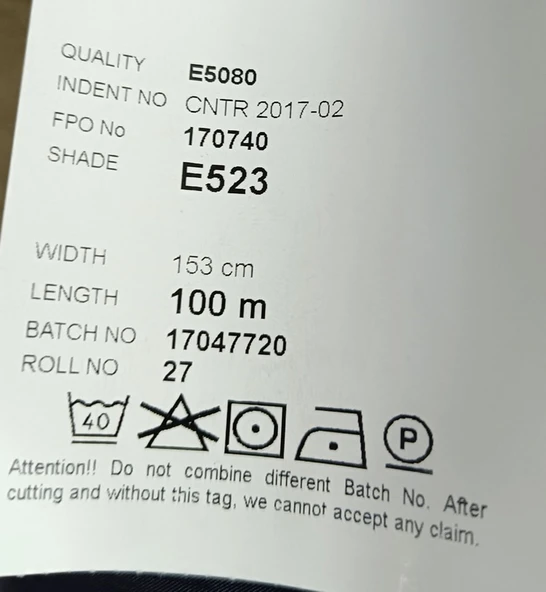 QUALITY E5080
INDENT NO CNTR 2017-02
FPO No 170740
SHADE E523
WIDTH 153 cm
LENGTH 100 m
BATCH NO 17047720
ROLL NO 27
40 P
Attention!! Do not combine different Batch No. After
cutting and without this tag, we cannot accept any claim.